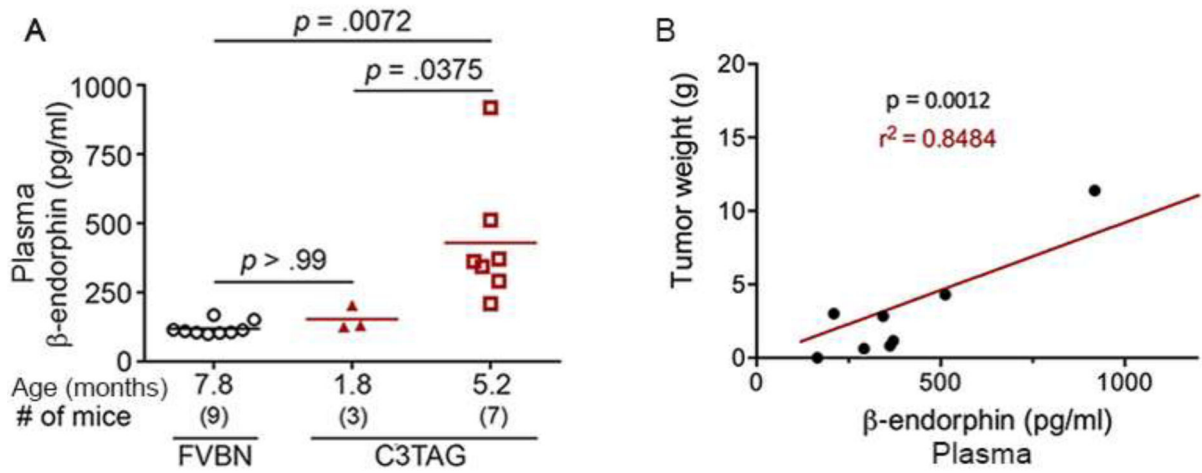 A
p = .0072
p = .0375
p > .99
Plasma
β-endorphin (pg/ml)
1000
750
500
250
0
Age (months) 7.8 1.8 5.2
# of mice (9) (3) (7)
FVBN C3TAG
B
p = 0.0012
r² = 0.8484
Tumor weight (g)
20
15
10
5
0
0 500 1000
β-endorphin (pg/ml)
Plasma